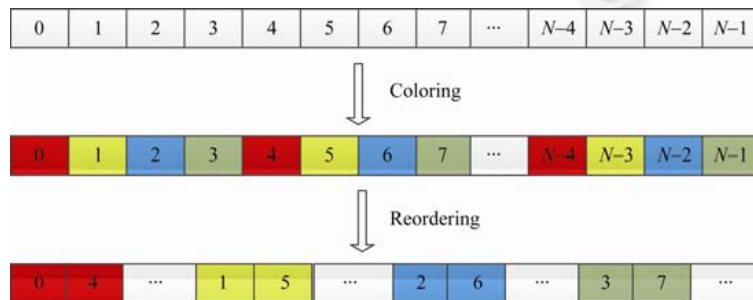 0 1 2 3 4 5 6 7 ... N−4 N−3 N−2 N−1
Coloring
0 1 2 3 4 5 6 7 ... N−4 N−3 N−2 N−1
Reordering
0 4 ... 1 5 ... 2 6 ... 3 7 ...